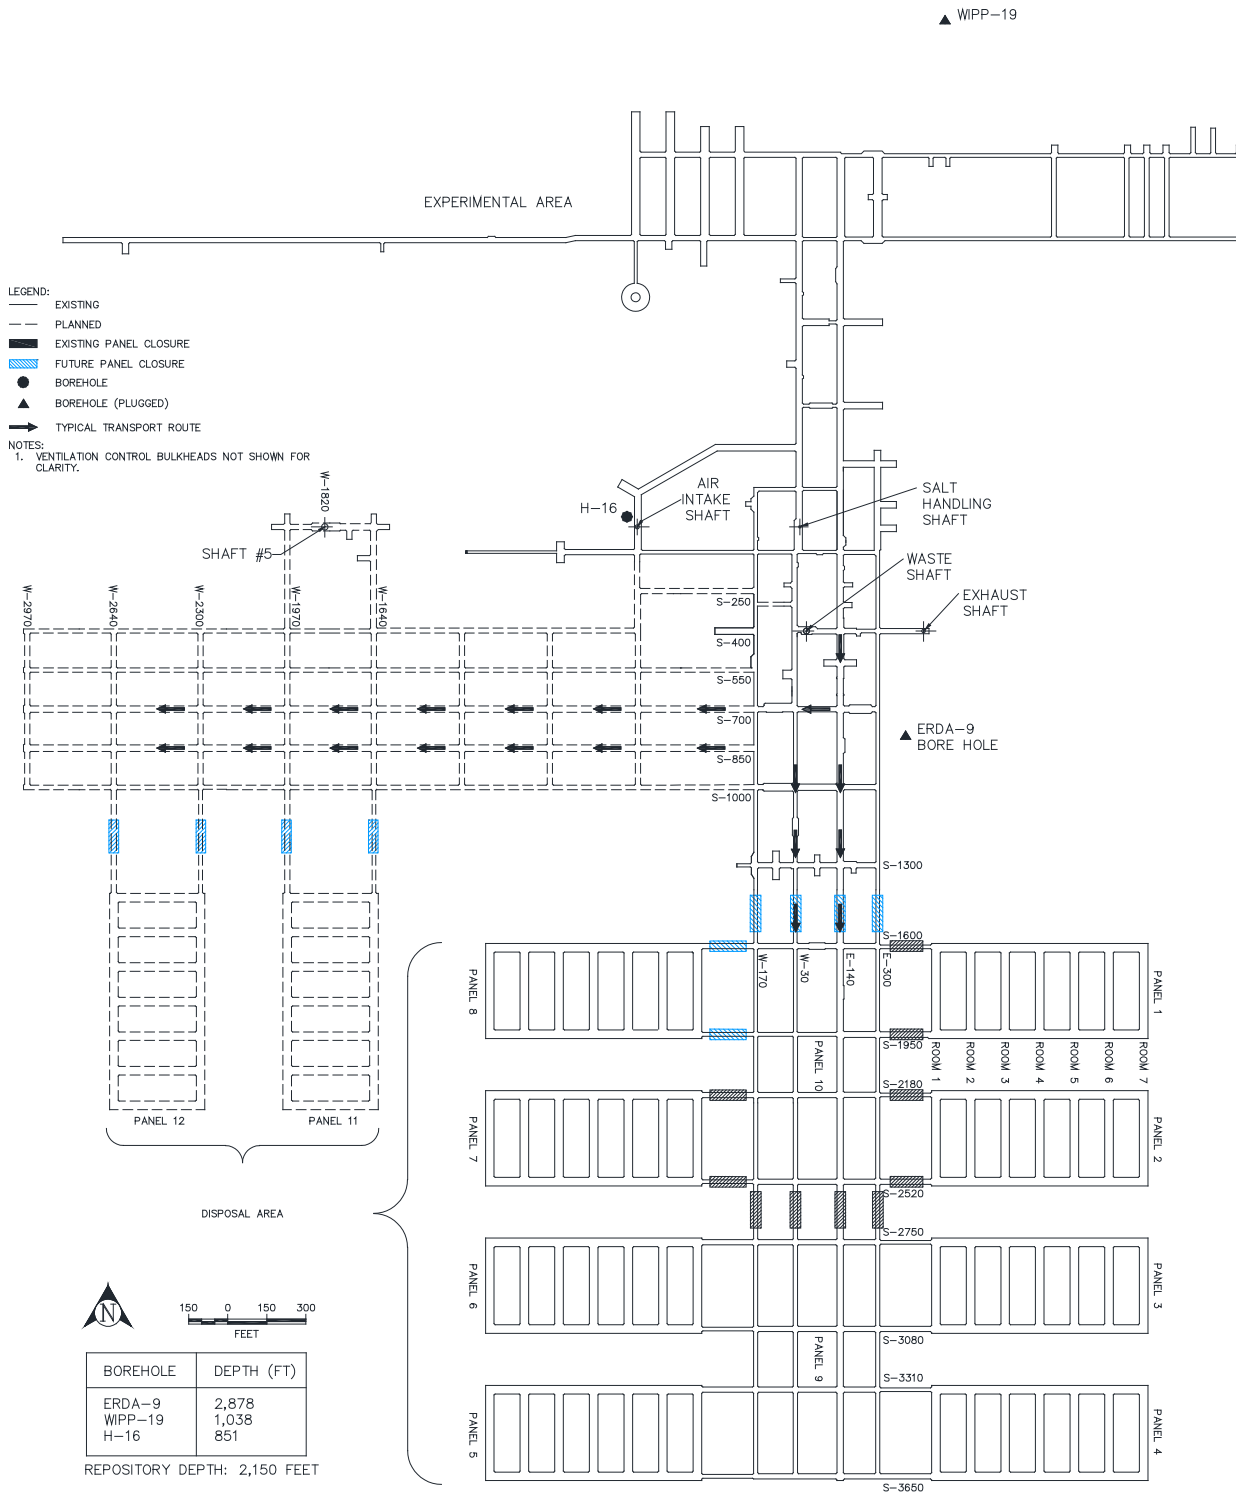 WIPP-19
EXPERIMENTAL AREA
LEGEND:
EXISTING
PLANNED
EXISTING PANEL CLOSURE
FUTURE PANEL CLOSURE
BOREHOLE
BOREHOLE (PLUGGED)
TYPICAL TRANSPORT ROUTE
NOTES:
1. VENTILATION CONTROL BULKHEADS NOT SHOWN FOR
CLARITY.
W-1820
SHAFT #5
H-16
AIR
INTAKE
SHAFT
SALT
HANDLING
SHAFT
WASTE
SHAFT
EXHAUST
SHAFT
W-2970
W-2640
W-2300
W-1970
W-1640
S-250
S-400
S-550
S-700
S-850
S-1000
ERDA-9
BORE HOLE
S-1300
S-1600
W-170
W-30
E-140
E-300
PANEL 8
PANEL 1
S-1950
PANEL 10
ROOM 1
ROOM 2
ROOM 3
ROOM 4
ROOM 5
ROOM 6
ROOM 7
S-2180
PANEL 12
PANEL 11
PANEL 7
PANEL 2
S-2520
DISPOSAL AREA
S-2750
PANEL 6
PANEL 3
N
150 0 150 300
FEET
S-3080
PANEL 9
S-3310
PANEL 5
PANEL 4
S-3650
BOREHOLE DEPTH (FT)
ERDA-9 2,878
WIPP-19 1,038
H-16 851
REPOSITORY DEPTH: 2,150 FEET